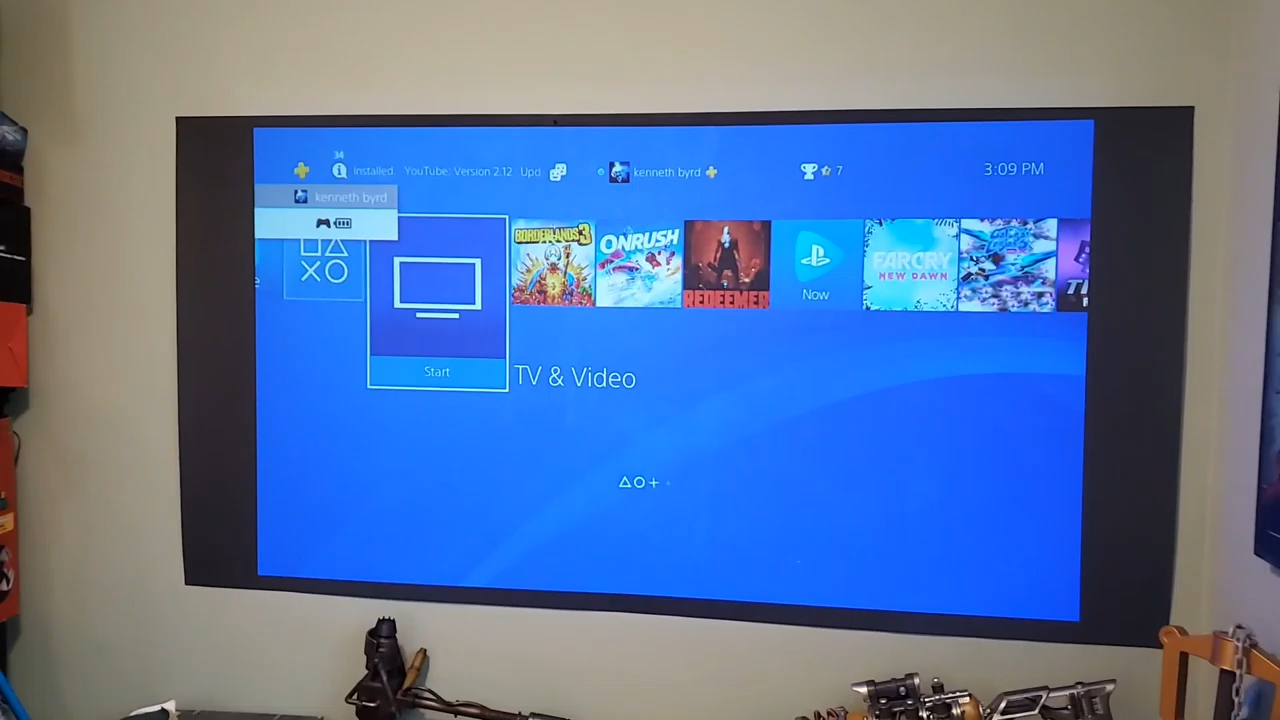 34
Installed. YouTube: Version 2.12 Upd
kenneth byrd
7
3:09 PM
kenneth byrd
BORDERLANDS 3
ONRUSH
REDEEMER
Now
FARCRY
NEW DAWN
Start
TV & Video